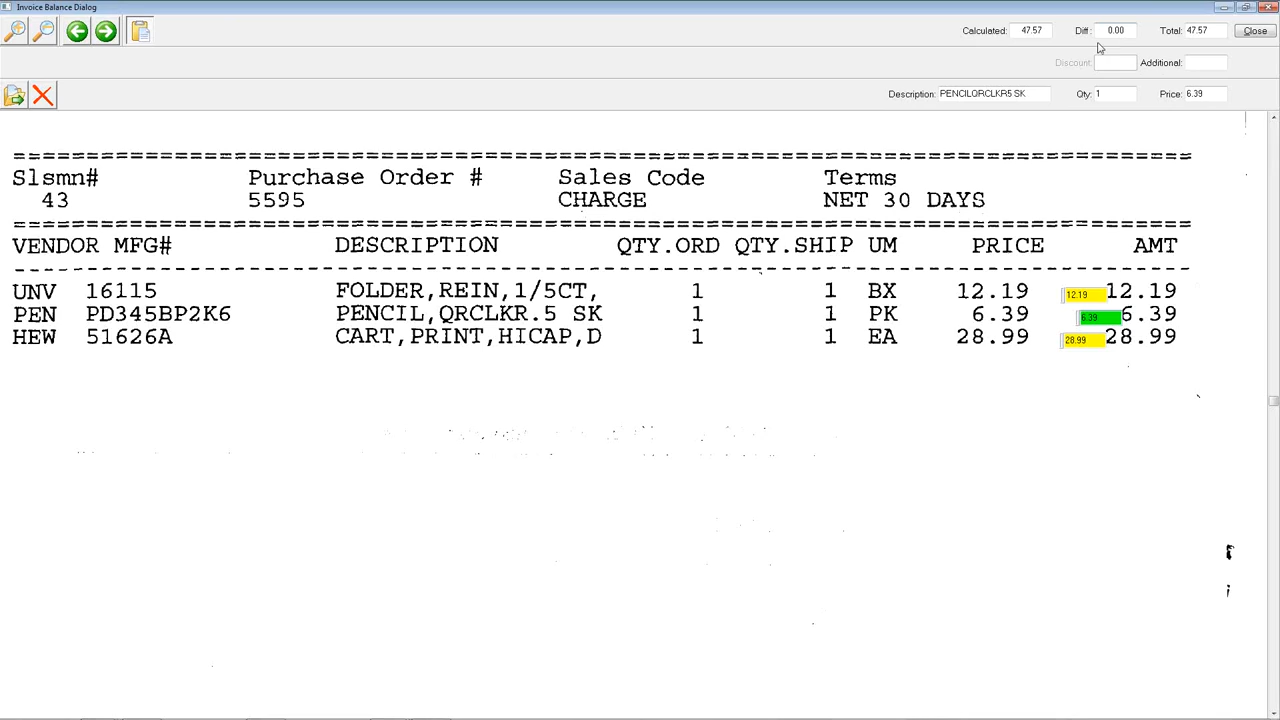 Invoice Balance Dialog
Calculated: 47.57 Diff: 0.00 Total: 47.57 Close
Discount: Additional:
Description: PENCILQRCLKR5 SK Qty: 1 Price: 6.39
Slsmn# Purchase Order # Sales Code Terms
43 5595 CHARGE NET 30 DAYS
VENDOR MFG# DESCRIPTION QTY.ORD QTY.SHIP UM PRICE AMT
UNV 16115 FOLDER,REIN,1/5CT, 1 1 BX 12.19 12.19 12.19
PEN PD345BP2K6 PENCIL,QRCLKR.5 SK 1 1 PK 6.39 6.39 6.39
HEW 51626A CART,PRINT,HICAP,D 1 1 EA 28.99 28.99 28.99